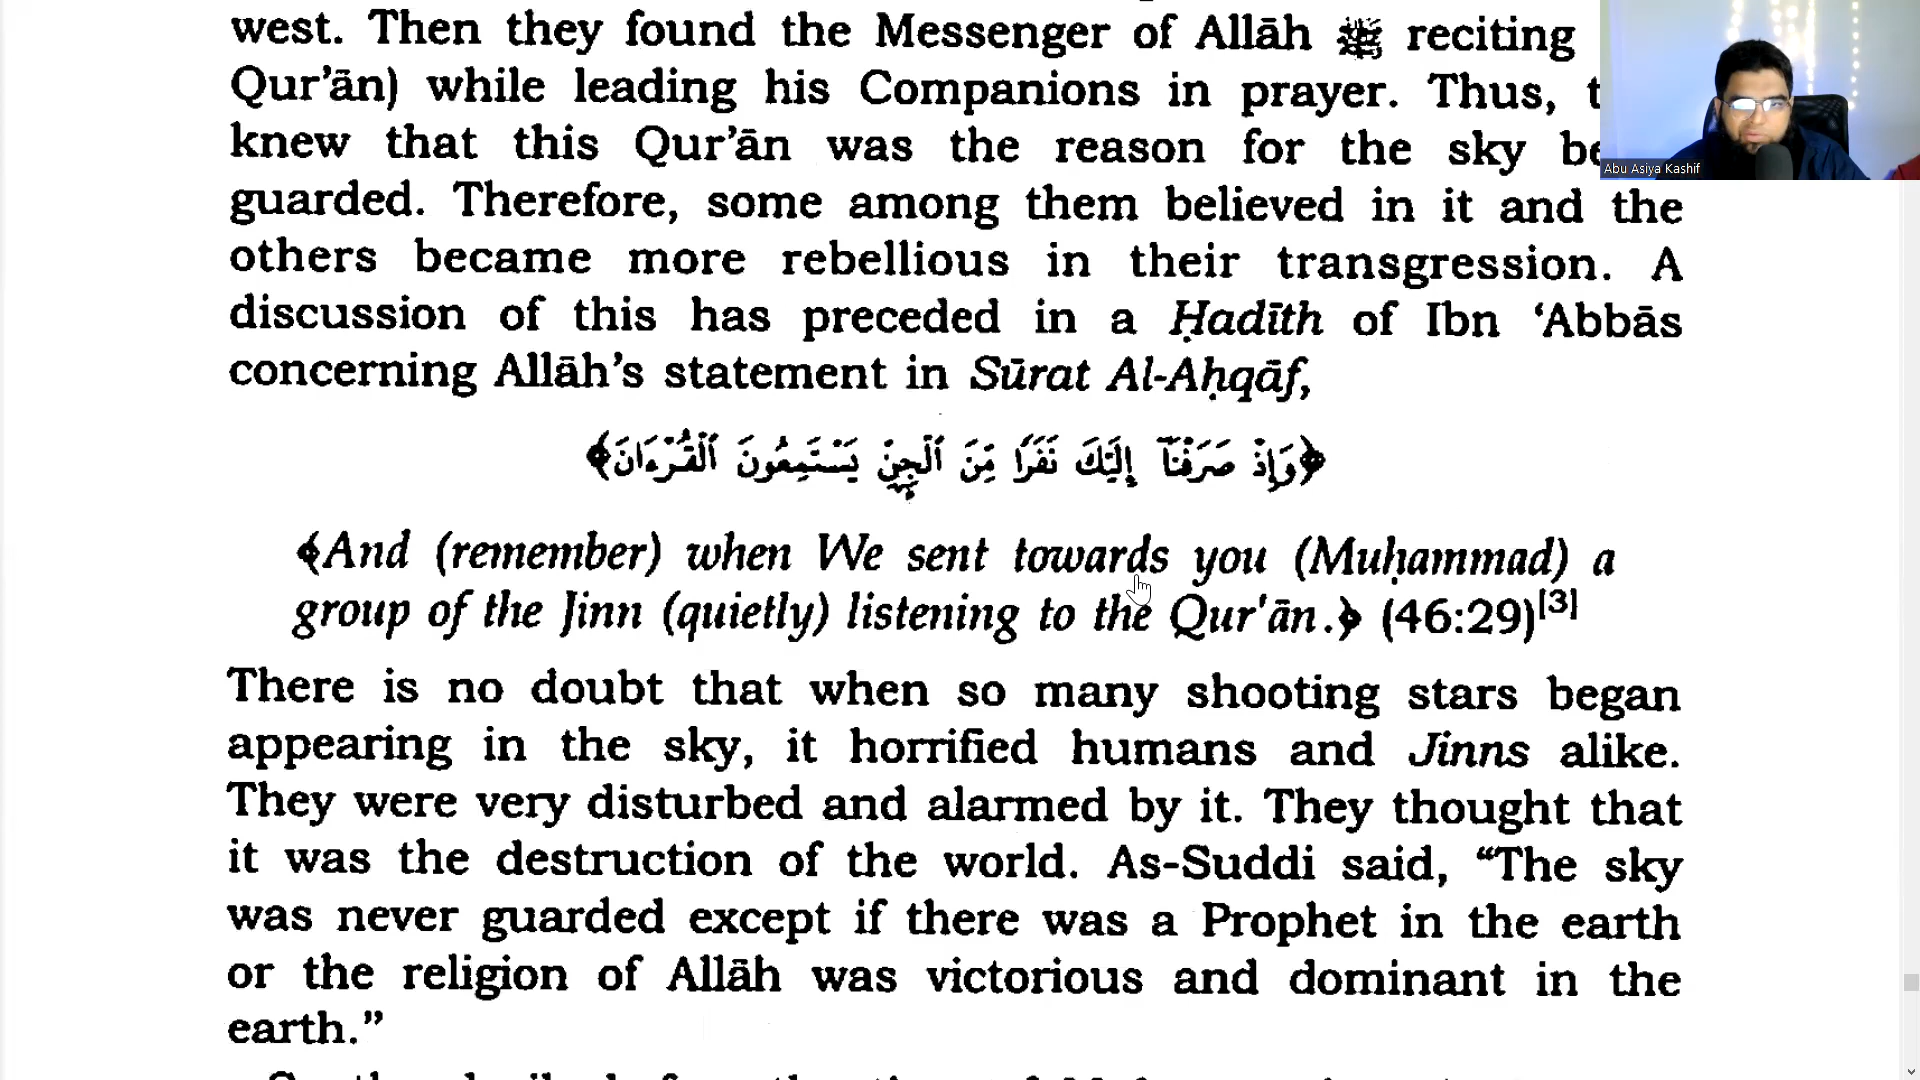 west. Then they found the Messenger of Allāh ﷺ reciting
Qur’ān) while leading his Companions in prayer. Thus,
knew that this Qur’ān was the reason for the sky
guarded. Therefore, some among them believed in it and the
others became more rebellious in their transgression. A
discussion of this has preceded in a Ḥadīth of Ibn ‘Abbās
concerning Allāh’s statement in Sūrat Al-Aḥqāf,
﴿وَإِذْ صَرَفْنَآ إِلَيْكَ نَفَرًا مِّنَ ٱلْجِنِّ يَسْتَمِعُونَ ٱلْقُرْءَانَ﴾
﴾And (remember) when We sent towards you (Muḥammad) a
group of the Jinn (quietly) listening to the Qur'ān.﴿ (46:29)[3]
There is no doubt that when so many shooting stars began
appearing in the sky, it horrified humans and Jinns alike.
They were very disturbed and alarmed by it. They thought that
it was the destruction of the world. As-Suddi said, “The sky
was never guarded except if there was a Prophet in the earth
or the religion of Allāh was victorious and dominant in the
earth.”
Abu Asiya Kashif